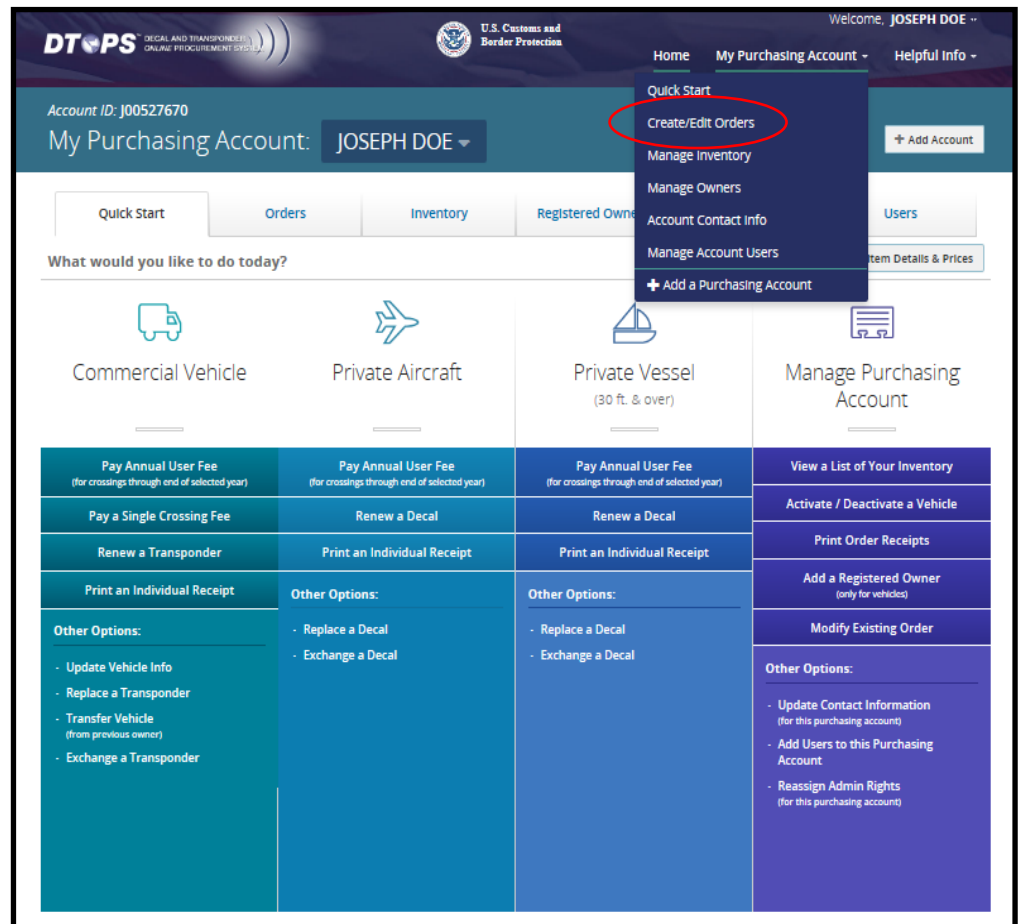 Welcome, JOSEPH DOE
DTOPS DECAL AND TRANSPONDER
ONLINE PROCUREMENT SYSTEM
U.S. Customs and
Border Protection
Home My Purchasing Account Helpful Info
Quick Start
Create/Edit Orders
Manage Inventory
Manage Owners
Account Contact Info
Manage Account Users
+ Add a Purchasing Account
Account ID: J00527670
My Purchasing Account: JOSEPH DOE
+ Add Account
Quick Start Orders Inventory Registered Users
What would you like to do today?
Item Details & Prices
Commercial Vehicle
Pay Annual User Fee
(for crossings through end of selected year)
Pay a Single Crossing Fee
Renew a Transponder
Print an Individual Receipt
Other Options:
- Update Vehicle Info
- Replace a Transponder
- Transfer Vehicle
(from previous owner)
- Exchange a Transponder
Private Aircraft
Pay Annual User Fee
(for crossings through end of selected year)
Renew a Decal
Print an Individual Receipt
Other Options:
- Replace a Decal
- Exchange a Decal
Private Vessel
(30 ft. & over)
Pay Annual User Fee
(for crossings through end of selected year)
Renew a Decal
Print an Individual Receipt
Other Options:
- Replace a Decal
- Exchange a Decal
Manage Purchasing
Account
View a List of Your Inventory
Activate / Deactivate a Vehicle
Print Order Receipts
Add a Registered Owner
(only for vehicles)
Modify Existing Order
Other Options:
- Update Contact Information
(for this purchasing account)
- Add Users to this Purchasing
Account
- Reassign Admin Rights
(for this purchasing account)